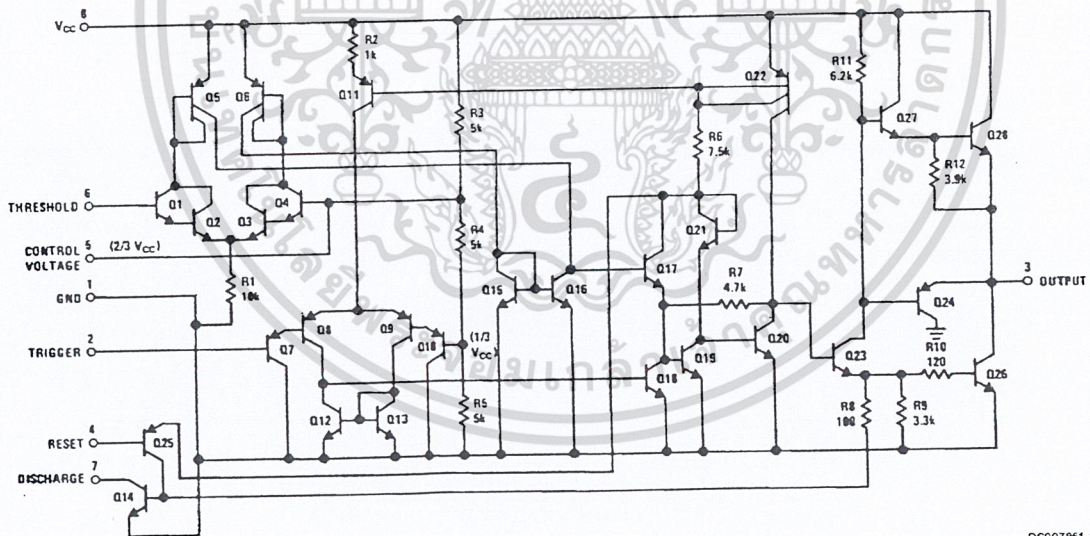 8
VCC
R2
1k
R11
6.2k
Q22
Q5
Q6
Q11
R3
5k
Q27
Q28
R6
7.5k
R12
3.9k
THRESHOLD
6
Q1
Q2
Q3
Q4
CONTROL VOLTAGE
5
(2/3 VCC)
R4
5k
Q21
GND
1
R1
10k
Q15
Q16
Q17
R7
4.7k
3
OUTPUT
Q24
TRIGGER
2
Q7
Q8
Q9
Q10
(1/3 VCC)
Q18
Q19
Q20
Q23
R10
120
Q26
R5
5k
Q12
Q13
R8
100
R9
3.3k
RESET
4
Q25
DISCHARGE
7
Q14